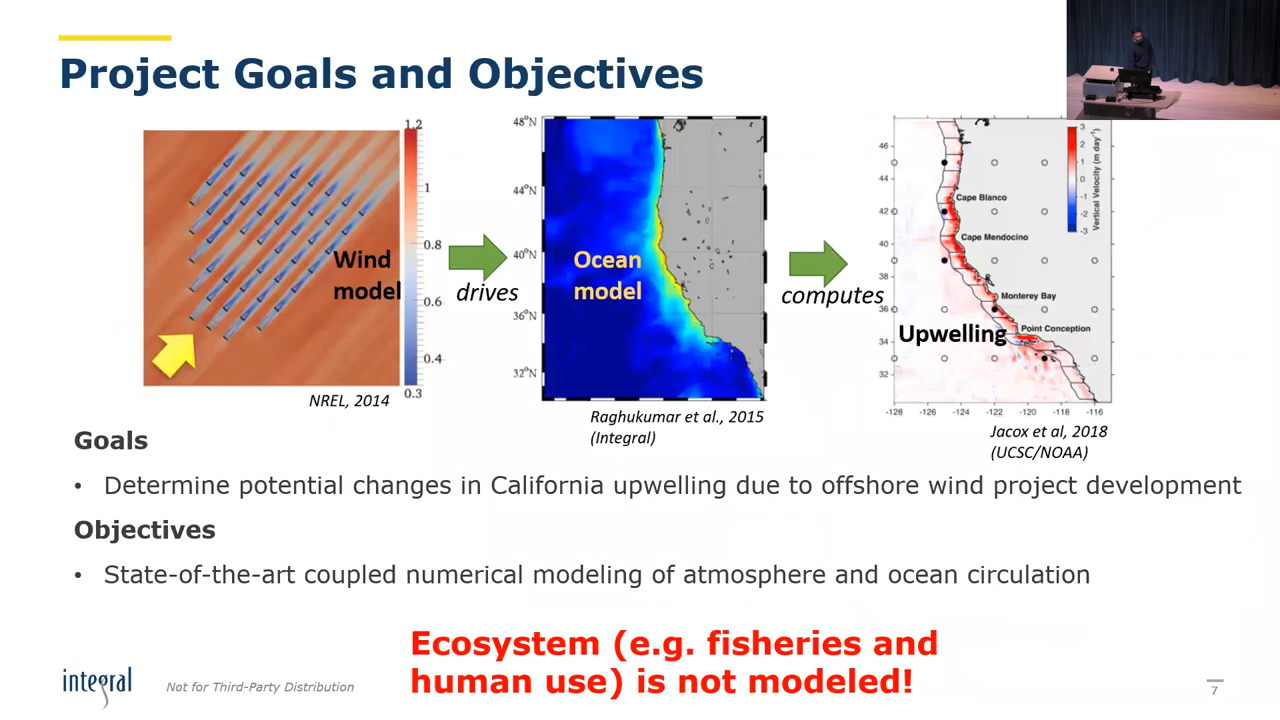 Project Goals and Objectives
1.2
1
0.8
0.6
0.4
0.3
Wind
model
NREL, 2014
drives
48°N
44°N
40°N
36°N
32°N
Ocean
model
Raghukumar et al., 2015
(Integral)
computes
46
44
42
40
38
36
34
32
-128
-126
-124
-122
-120
-118
-116
Cape Blanco
Cape Mendocino
Monterey Bay
Point Conception
Upwelling
3
2
1
0
-1
-2
-3
Vertical Velocity (m day⁻¹)
Jacox et al, 2018
(UCSC/NOAA)
Goals
• Determine potential changes in California upwelling due to offshore wind project development
Objectives
• State-of-the-art coupled numerical modeling of atmosphere and ocean circulation
Ecosystem (e.g. fisheries and
human use) is not modeled!
integral
Not for Third-Party Distribution
7